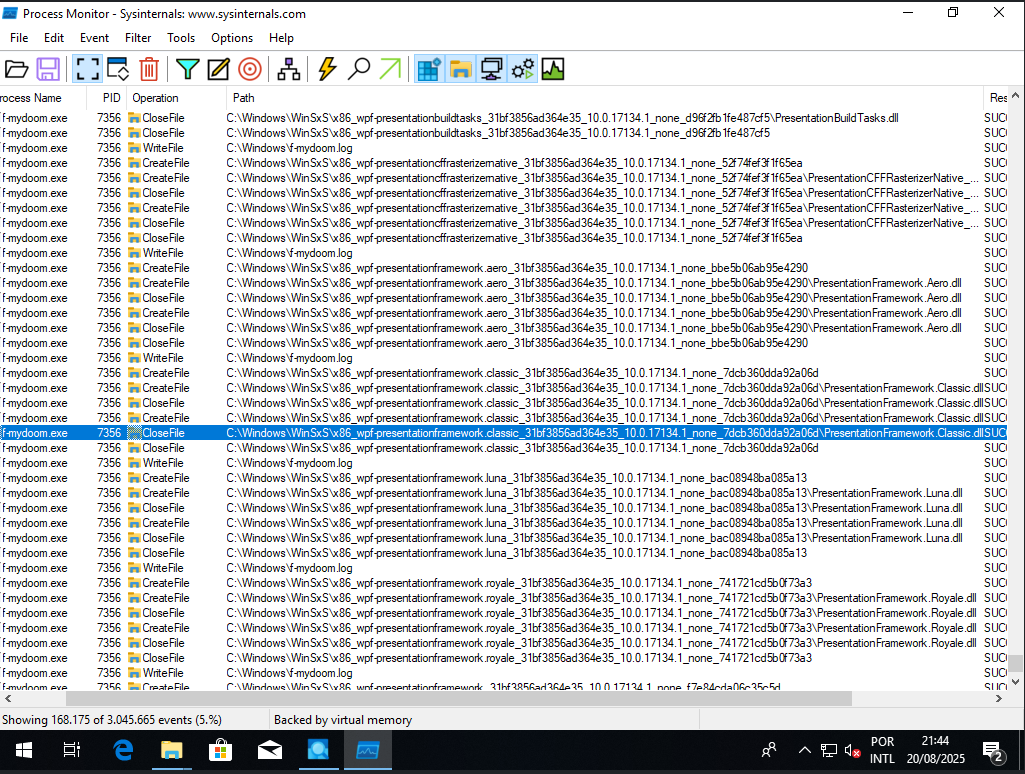 Process Monitor - Sysinternals: www.sysinternals.com
File Edit Event Filter Tools Options Help
rocess Name PID Operation Path Res
f-mydoom.exe 7356 CloseFile C:\Windows\WinSxS\x86_wpf-presentationbuildtasks_31bf3856ad364e35_10.0.17134.1_none_d96f2fb1fe487cf5\PresentationBuildTasks.dll SUC
f-mydoom.exe 7356 CloseFile C:\Windows\WinSxS\x86_wpf-presentationbuildtasks_31bf3856ad364e35_10.0.17134.1_none_d96f2fb1fe487cf5 SUC
f-mydoom.exe 7356 WriteFile C:\Windows\f-mydoom.log SUC
f-mydoom.exe 7356 CreateFile C:\Windows\WinSxS\x86_wpf-presentationcffrasterizernative_31bf3856ad364e35_10.0.17134.1_none_52f74fef3f1f65ea SUC
f-mydoom.exe 7356 CreateFile C:\Windows\WinSxS\x86_wpf-presentationcffrasterizernative_31bf3856ad364e35_10.0.17134.1_none_52f74fef3f1f65ea\PresentationCFFRasterizerNative_... SUC
f-mydoom.exe 7356 CloseFile C:\Windows\WinSxS\x86_wpf-presentationcffrasterizernative_31bf3856ad364e35_10.0.17134.1_none_52f74fef3f1f65ea\PresentationCFFRasterizerNative_... SUC
f-mydoom.exe 7356 CreateFile C:\Windows\WinSxS\x86_wpf-presentationcffrasterizernative_31bf3856ad364e35_10.0.17134.1_none_52f74fef3f1f65ea\PresentationCFFRasterizerNative_... SUC
f-mydoom.exe 7356 CloseFile C:\Windows\WinSxS\x86_wpf-presentationcffrasterizernative_31bf3856ad364e35_10.0.17134.1_none_52f74fef3f1f65ea\PresentationCFFRasterizerNative_... SUC
f-mydoom.exe 7356 CloseFile C:\Windows\WinSxS\x86_wpf-presentationcffrasterizernative_31bf3856ad364e35_10.0.17134.1_none_52f74fef3f1f65ea SUC
f-mydoom.exe 7356 WriteFile C:\Windows\f-mydoom.log SUC
f-mydoom.exe 7356 CreateFile C:\Windows\WinSxS\x86_wpf-presentationframework.aero_31bf3856ad364e35_10.0.17134.1_none_bbe5b06ab95e4290 SUC
f-mydoom.exe 7356 CreateFile C:\Windows\WinSxS\x86_wpf-presentationframework.aero_31bf3856ad364e35_10.0.17134.1_none_bbe5b06ab95e4290\PresentationFramework.Aero.dll SUC
f-mydoom.exe 7356 CloseFile C:\Windows\WinSxS\x86_wpf-presentationframework.aero_31bf3856ad364e35_10.0.17134.1_none_bbe5b06ab95e4290\PresentationFramework.Aero.dll SUC
f-mydoom.exe 7356 CreateFile C:\Windows\WinSxS\x86_wpf-presentationframework.aero_31bf3856ad364e35_10.0.17134.1_none_bbe5b06ab95e4290\PresentationFramework.Aero.dll SUC
f-mydoom.exe 7356 CloseFile C:\Windows\WinSxS\x86_wpf-presentationframework.aero_31bf3856ad364e35_10.0.17134.1_none_bbe5b06ab95e4290\PresentationFramework.Aero.dll SUC
f-mydoom.exe 7356 CloseFile C:\Windows\WinSxS\x86_wpf-presentationframework.aero_31bf3856ad364e35_10.0.17134.1_none_bbe5b06ab95e4290 SUC
f-mydoom.exe 7356 WriteFile C:\Windows\f-mydoom.log SUC
f-mydoom.exe 7356 CreateFile C:\Windows\WinSxS\x86_wpf-presentationframework.classic_31bf3856ad364e35_10.0.17134.1_none_7dcb360dda92a06d SUC
f-mydoom.exe 7356 CreateFile C:\Windows\WinSxS\x86_wpf-presentationframework.classic_31bf3856ad364e35_10.0.17134.1_none_7dcb360dda92a06d\PresentationFramework.Classic.dll SUC
f-mydoom.exe 7356 CloseFile C:\Windows\WinSxS\x86_wpf-presentationframework.classic_31bf3856ad364e35_10.0.17134.1_none_7dcb360dda92a06d\PresentationFramework.Classic.dll SUC
f-mydoom.exe 7356 CreateFile C:\Windows\WinSxS\x86_wpf-presentationframework.classic_31bf3856ad364e35_10.0.17134.1_none_7dcb360dda92a06d\PresentationFramework.Classic.dll SUC
f-mydoom.exe 7356 CloseFile C:\Windows\WinSxS\x86_wpf-presentationframework.classic_31bf3856ad364e35_10.0.17134.1_none_7dcb360dda92a06d\PresentationFramework.Classic.dll SUC
f-mydoom.exe 7356 CloseFile C:\Windows\WinSxS\x86_wpf-presentationframework.classic_31bf3856ad364e35_10.0.17134.1_none_7dcb360dda92a06d SUC
f-mydoom.exe 7356 WriteFile C:\Windows\f-mydoom.log SUC
f-mydoom.exe 7356 CreateFile C:\Windows\WinSxS\x86_wpf-presentationframework.luna_31bf3856ad364e35_10.0.17134.1_none_bac08948ba085a13 SUC
f-mydoom.exe 7356 CreateFile C:\Windows\WinSxS\x86_wpf-presentationframework.luna_31bf3856ad364e35_10.0.17134.1_none_bac08948ba085a13\PresentationFramework.Luna.dll SUC
f-mydoom.exe 7356 CloseFile C:\Windows\WinSxS\x86_wpf-presentationframework.luna_31bf3856ad364e35_10.0.17134.1_none_bac08948ba085a13\PresentationFramework.Luna.dll SUC
f-mydoom.exe 7356 CreateFile C:\Windows\WinSxS\x86_wpf-presentationframework.luna_31bf3856ad364e35_10.0.17134.1_none_bac08948ba085a13\PresentationFramework.Luna.dll SUC
f-mydoom.exe 7356 CloseFile C:\Windows\WinSxS\x86_wpf-presentationframework.luna_31bf3856ad364e35_10.0.17134.1_none_bac08948ba085a13\PresentationFramework.Luna.dll SUC
f-mydoom.exe 7356 CloseFile C:\Windows\WinSxS\x86_wpf-presentationframework.luna_31bf3856ad364e35_10.0.17134.1_none_bac08948ba085a13 SUC
f-mydoom.exe 7356 WriteFile C:\Windows\f-mydoom.log SUC
f-mydoom.exe 7356 CreateFile C:\Windows\WinSxS\x86_wpf-presentationframework.royale_31bf3856ad364e35_10.0.17134.1_none_741721cd5b0f73a3 SUC
f-mydoom.exe 7356 CreateFile C:\Windows\WinSxS\x86_wpf-presentationframework.royale_31bf3856ad364e35_10.0.17134.1_none_741721cd5b0f73a3\PresentationFramework.Royale.dll SUC
f-mydoom.exe 7356 CloseFile C:\Windows\WinSxS\x86_wpf-presentationframework.royale_31bf3856ad364e35_10.0.17134.1_none_741721cd5b0f73a3\PresentationFramework.Royale.dll SUC
f-mydoom.exe 7356 CreateFile C:\Windows\WinSxS\x86_wpf-presentationframework.royale_31bf3856ad364e35_10.0.17134.1_none_741721cd5b0f73a3\PresentationFramework.Royale.dll SUC
f-mydoom.exe 7356 CloseFile C:\Windows\WinSxS\x86_wpf-presentationframework.royale_31bf3856ad364e35_10.0.17134.1_none_741721cd5b0f73a3\PresentationFramework.Royale.dll SUC
f-mydoom.exe 7356 CloseFile C:\Windows\WinSxS\x86_wpf-presentationframework.royale_31bf3856ad364e35_10.0.17134.1_none_741721cd5b0f73a3 SUC
f-mydoom.exe 7356 WriteFile C:\Windows\f-mydoom.log SUC
f-mydoom.exe 7356 CreateFile C:\Windows\WinSxS\x86_wpf-presentationframework_31bf3856ad364e35_10.0.17134.1_none_f7e84cda06c35c5d SUC
Showing 168.175 of 3.045.665 events (5.%) Backed by virtual memory
POR 21:44
INTL 20/08/2025 2